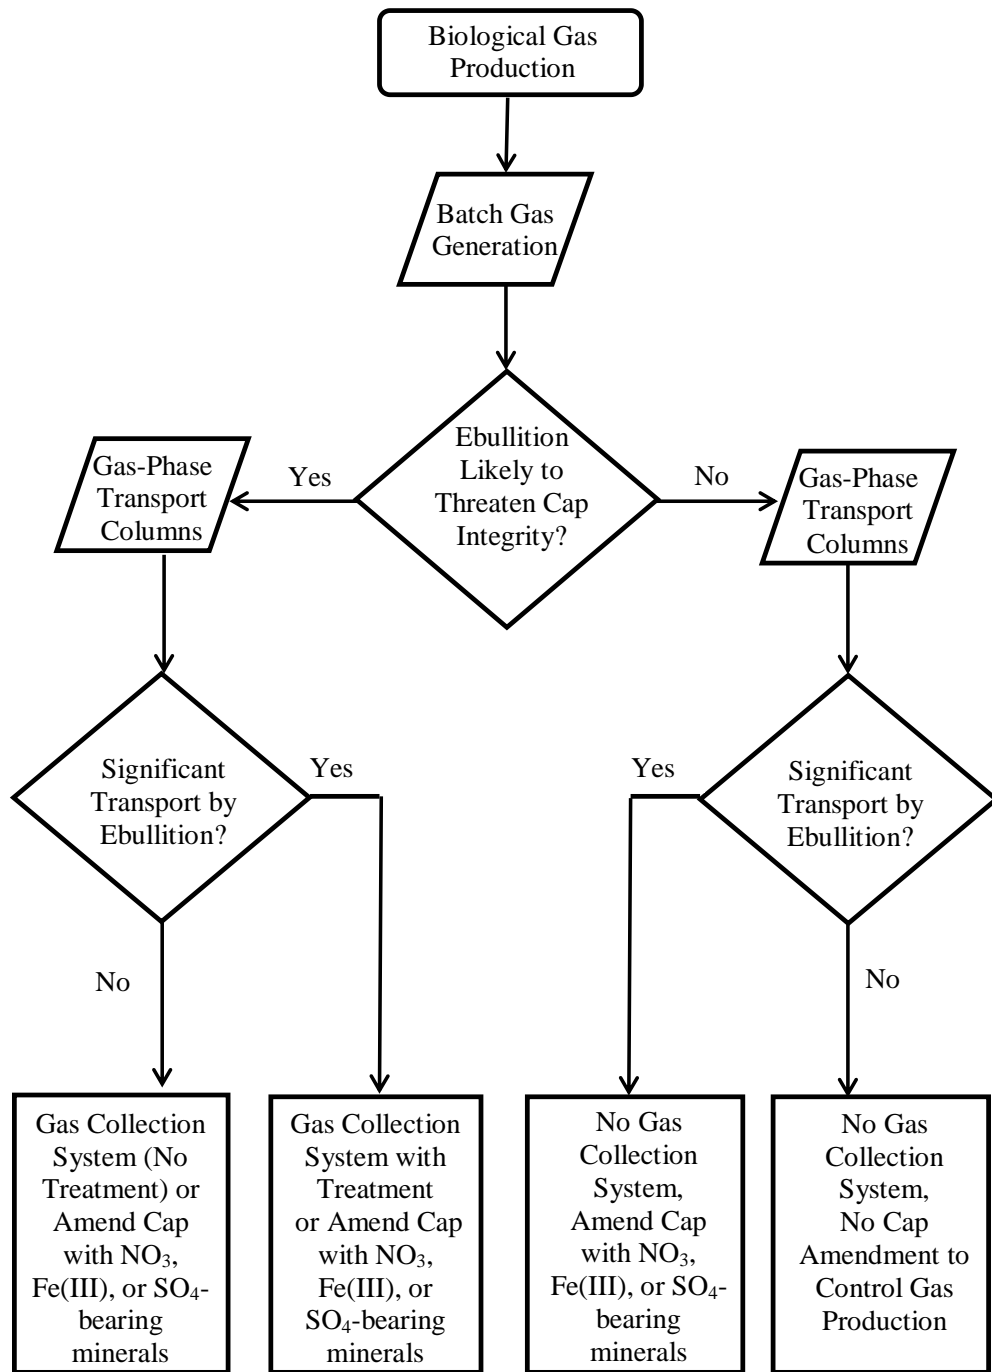 Biological Gas
Production
Batch Gas
Generation
Ebullition
Likely to
Threaten Cap
Integrity?
Yes
No
Gas-Phase
Transport
Columns
Gas-Phase
Transport
Columns
Significant
Transport by
Ebullition?
Yes
No
Yes
Significant
Transport by
Ebullition?
No
Gas Collection
System (No
Treatment) or
Amend Cap
with NO₃,
Fe(III), or SO₄-
bearing
minerals
Gas Collection
System with
Treatment
or Amend Cap
with NO₃,
Fe(III), or
SO₄-bearing
minerals
No Gas
Collection
System,
Amend Cap
with NO₃,
Fe(III), or SO₄-
bearing
minerals
No Gas
Collection
System,
No Cap
Amendment to
Control Gas
Production